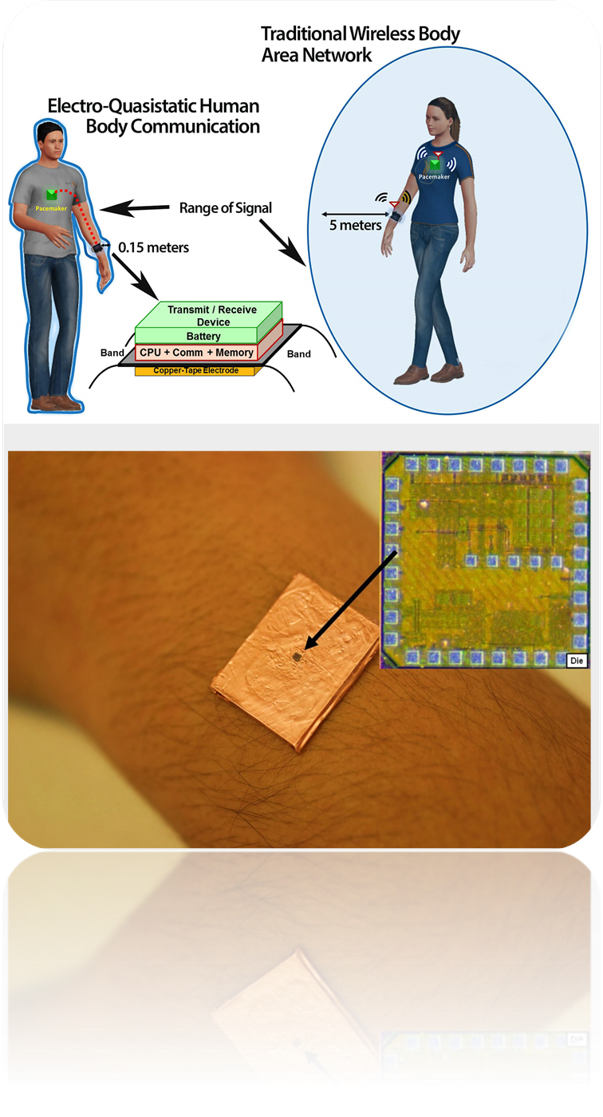 Traditional Wireless Body
Area Network
Electro-Quasistatic Human
Body Communication
Pacemaker
Pacemaker
Range of Signal
5 meters
0.15 meters
Transmit / Receive
Device
Battery
Band
CPU + Comm + Memory
Band
Copper-Tape Electrode
Die